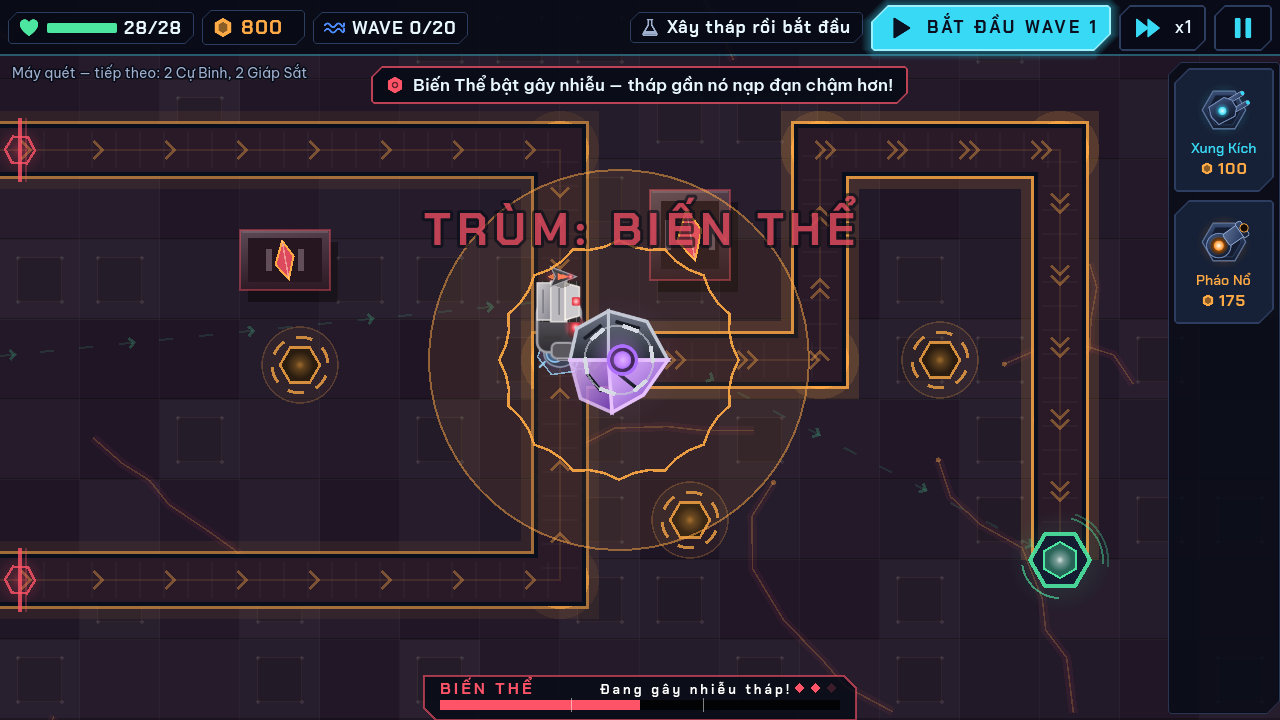 28/28
800
WAVE 0/20
Xây tháp rồi bắt đầu
BẮT ĐẦU WAVE 1
x1
Máy quét — tiếp theo: 2 Cự Binh, 2 Giáp Sắt
Biến Thể bật gây nhiễu — tháp gần nó nạp đạn chậm hơn!
Xung Kích
100
TRÙM: BIẾN THỂ
Pháo Nổ
175
BIẾN THỂ
Đang gây nhiễu tháp!